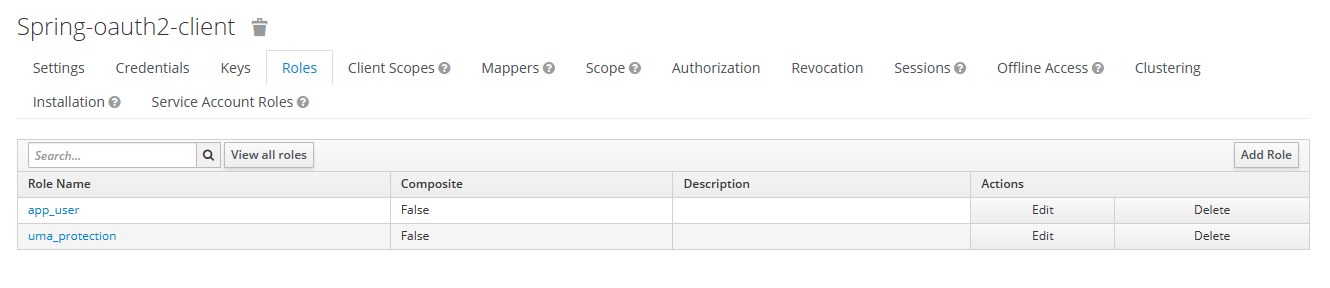 Spring-oauth2-client
Settings Credentials Keys Roles Client Scopes Mappers Scope Authorization Revocation Sessions Offline Access Clustering
Installation Service Account Roles
Search... View all roles Add Role
Role Name Composite Description Actions
app_user False Edit Delete
uma_protection False Edit Delete